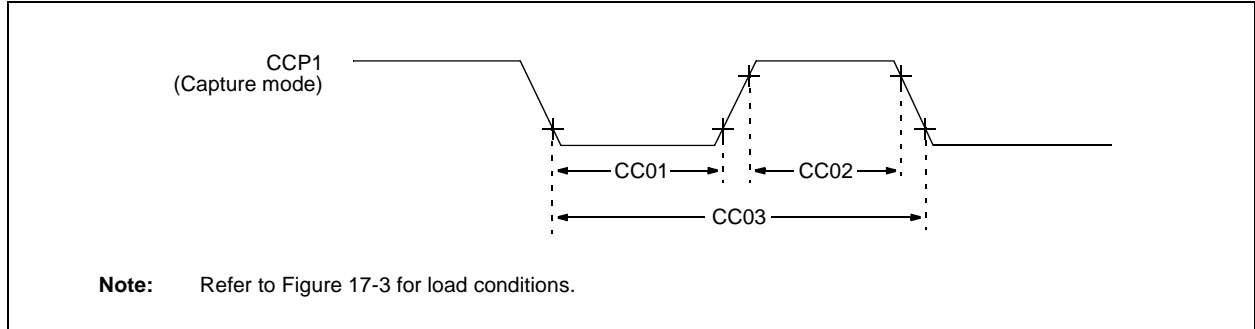 CCP1
(Capture mode)
CC01
CC02
CC03
Note: Refer to Figure 17-3 for load conditions.